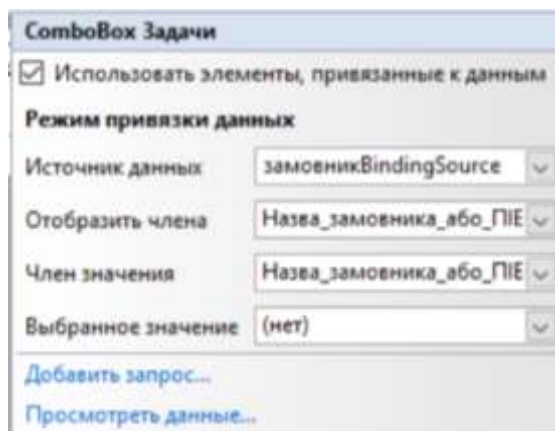 ComboBox Задачи
Использовать элементы, привязанные к данным
Режим привязки данных
Источник данных замовникBindingSource
Отобразить члена Назва_замовника_або_ПІБ
Член значения Назва_замовника_або_ПІБ
Выбранное значение (нет)
Добавить запрос...
Просмотреть данные...